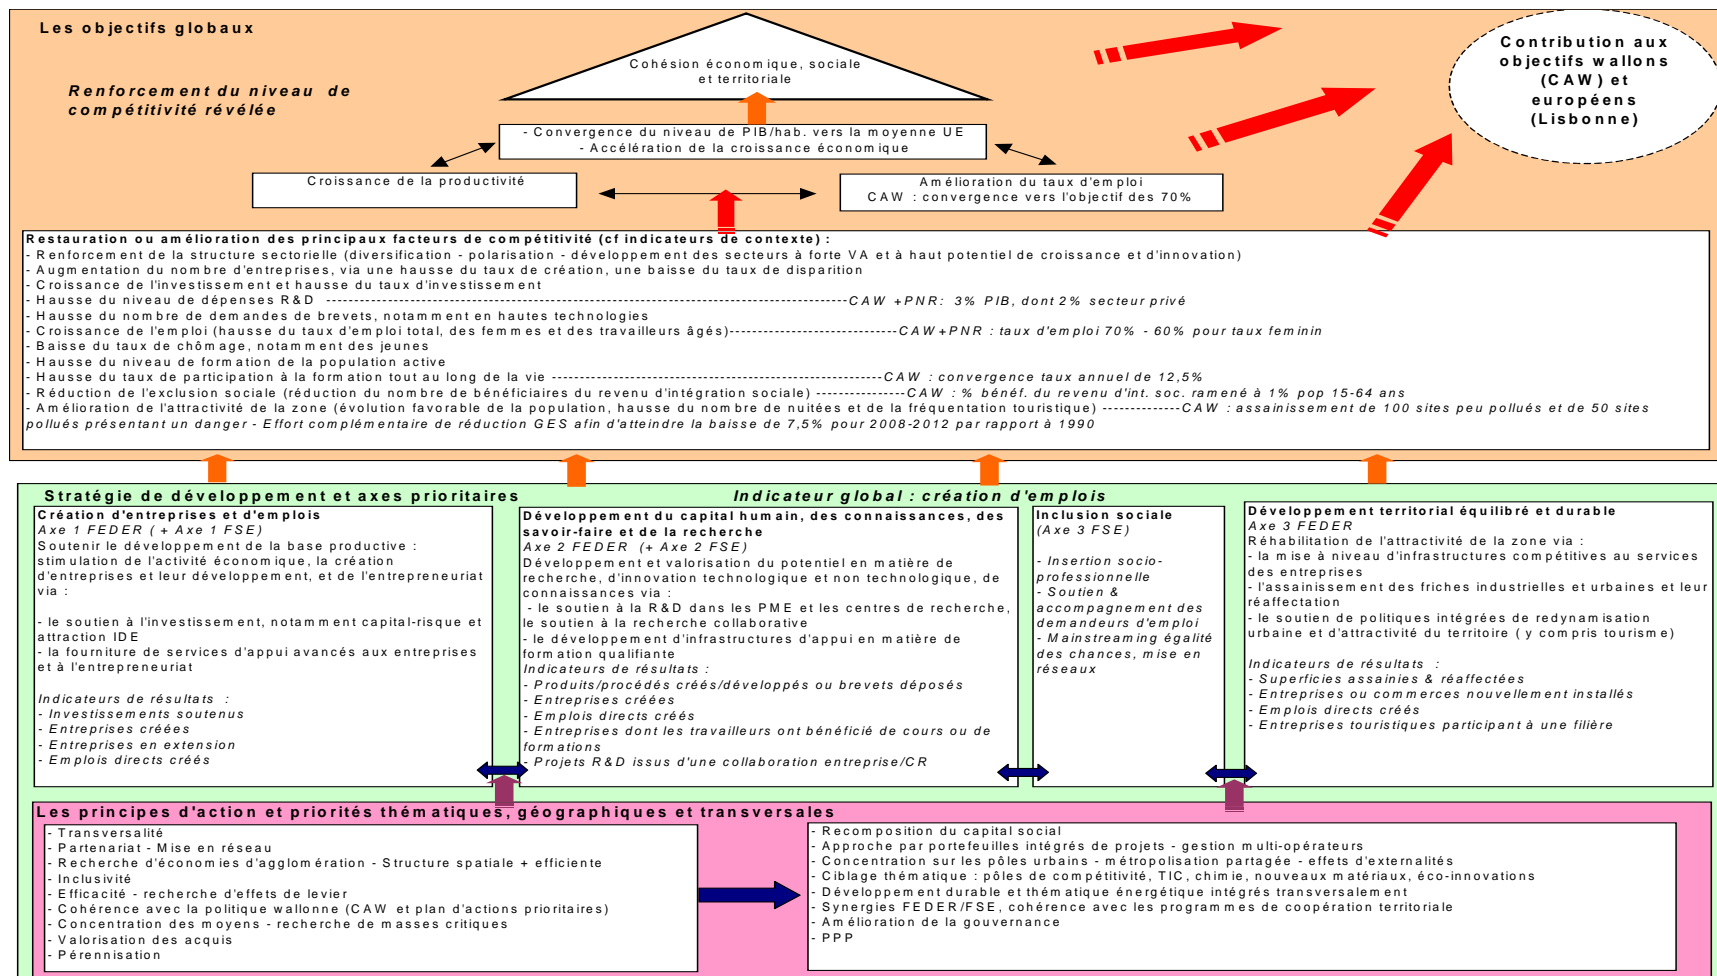 Les objectifs globaux
Renforcement du niveau de
compétitivité révélée
Cohésion économique, sociale
et territoriale
Contribution aux
objectifs wallons
(CAW) et
européens
(Lisbonne)
- Convergence du niveau de PIB/hab. vers la moyenne UE
- Accélération de la croissance économique
Croissance de la productivité
Amélioration du taux d'emploi
CAW : convergence vers l'objectif des 70%
Restauration ou amélioration des principaux facteurs de compétitivité (cf indicateurs de contexte) :
- Renforcement de la structure sectorielle (diversification - polarisation - développement des secteurs à forte VA et à haut potentiel de croissance et d'innovation)
- Augmentation du nombre d'entreprises, via une hausse du taux de création, une baisse du taux de disparition
- Croissance de l'investissement et hausse du taux d'investissement
- Hausse du niveau de dépenses R&D ----------CAW +PNR: 3% PIB, dont 2% secteur privé
- Hausse du nombre de demandes de brevets, notamment en hautes technologies
- Croissance de l'emploi (hausse du taux d'emploi total, des femmes et des travailleurs âgés)----------CAW+PNR : taux d'emploi 70% - 60% pour taux feminin
- Baisse du taux de chômage, notamment des jeunes
- Hausse du niveau de formation de la population active
- Hausse du taux de participation à la formation tout au long de la vie ----------CAW : convergence taux annuel de 12,5%
- Réduction de l'exclusion sociale (réduction du nombre de bénéficiaires du revenu d'intégration sociale) ----------CAW : % bénéf. du revenu d'int. soc. ramené à 1% pop 15-64 ans
- Amélioration de l'attractivité de la zone (évolution favorable de la population, hausse du nombre de nuitées et de la fréquentation touristique) ----------CAW : assainissement de 100 sites peu pollués et de 50 sites
pollués présentant un danger - Effort complémentaire de réduction GES afin d'atteindre la baisse de 7,5% pour 2008-2012 par rapport à 1990
Stratégie de développement et axes prioritaires
Indicateur global : création d'emplois
Création d'entreprises et d'emplois
Axe 1 FEDER ( + Axe 1 FSE)
Soutenir le développement de la base productive :
stimulation de l'activité économique, la création
d'entreprises et leur développement, et de l'entrepreneuriat
via :
- le soutien à l'investissement, notamment capital-risque et
attraction IDE
- la fourniture de services d'appui avancés aux entreprises
et à l'entrepreneuriat
Indicateurs de résultats :
- Investissements soutenus
- Entreprises créées
- Entreprises en extension
- Emplois directs créés
Développement du capital humain, des connaissances, des
savoir-faire et de la recherche
Axe 2 FEDER (+ Axe 2 FSE)
Développement et valorisation du potentiel en matière de
recherche, d'innovation technologique et non technologique, de
connaissances via :
- le soutien à la R&D dans les PME et les centres de recherche,
le soutien à la recherche collaborative
- le développement d'infrastructures d'appui en matière de
formation qualifiante
Indicateurs de résultats :
- Produits/procédés créés/développés ou brevets déposés
- Entreprises créées
- Emplois directs créés
- Entreprises dont les travailleurs ont bénéficié de cours ou de
formations
- Projets R&D issus d'une collaboration entreprise/CR
Inclusion sociale
(Axe 3 FSE)
- Insertion socio-
professionnelle
- Soutien &
accompagnement des
demandeurs d'emploi
- Mainstreaming égalité
des chances, mise en
réseaux
Développement territorial équilibré et durable
Axe 3 FEDER
Réhabilitation de l'attractivité de la zone via :
- la mise à niveau d'infrastructures compétitives au services
des entreprises
- l'assainissement des friches industrielles et urbaines et leur
réaffectation
- le soutien de politiques intégrées de redynamisation
urbaine et d'attractivité du territoire ( y compris tourisme)
Indicateurs de résultats :
- Superficies assainies & réaffectées
- Entreprises ou commerces nouvellement installés
- Emplois directs créés
- Entreprises touristiques participant à une filière
Les principes d'action et priorités thématiques, géographiques et transversales
- Transversalité
- Partenariat - Mise en réseau
- Recherche d'économies d'agglomération - Structure spatiale + efficiente
- Inclusivité
- Efficacité - recherche d'effets de levier
- Cohérence avec la politique wallonne (CAW et plan d'actions prioritaires)
- Concentration des moyens - recherche de masses critiques
- Valorisation des acquis
- Pérennisation
- Recomposition du capital social
- Approche par portefeuilles intégrés de projets - gestion multi-opérateurs
- Concentration sur les pôles urbains - métropolisation partagée - effets d'externalités
- Ciblage thématique : pôles de compétitivité, TIC, chimie, nouveaux matériaux, éco-innovations
- Développement durable et thématique énergétique intégrés transversalement
- Synergies FEDER/FSE, cohérence avec les programmes de coopération territoriale
- Amélioration de la gouvernance
- PPP